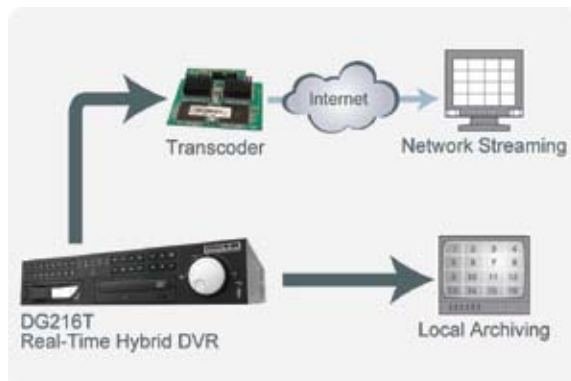 Transcoder
Internet
Network Streaming
DG216T
Real-Time Hybrid DVR
Local Archiving